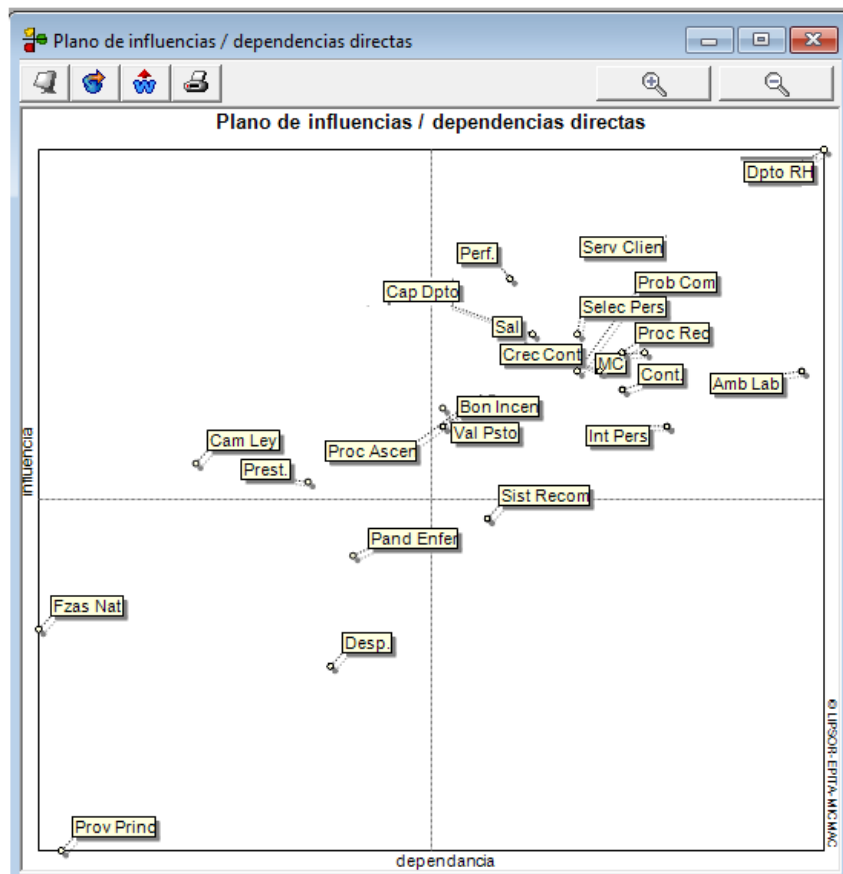 Plano de influencias / dependencias directas
Plano de influencias / dependencias directas
Dpto RH
Serv Clien
Perf.
Prob Com
Cap Dpto
Selec Pers
Sal
Proc Rec
Crec Cont
MC
Cont.
Amb Lab
Bon Incen
Val Psto
Int Pers
Cam Ley
Proc Ascen
Prest.
influencia
Sist Recom
Pand Enfer
Fzas Nat
Desp.
Prov Princ
dependancia
© LIPSOR-EPITA-MICMAC